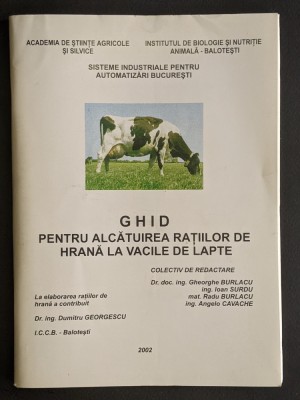 ACADEMIA DE ȘTIINȚE AGRICOLE ȘI SILVICE
INSTITUTUL DE BIOLOGIE ȘI NUTRIȚIE ANIMALĂ - BALOTEȘTI
SISTEME INDUSTRIALE PENTRU
AUTOMATIZĂRI BUCUREȘTI
GHID
PENTRU ALCĂTUIREA RAȚIILOR DE
HRANĂ LA VACILE DE LAPTE
COLECTIV DE REDACTARE
Dr. doc. ing. Gheorghe BURLACU
ing. Ioan SURDU
mat. Radu BURLACU
ing. Angelo CAVACHE
La elaborarea rațiilor de
hrană a contribuit
Dr. ing. Dumitru GEORGESCU
I.C.C.B. - Balotești
2002